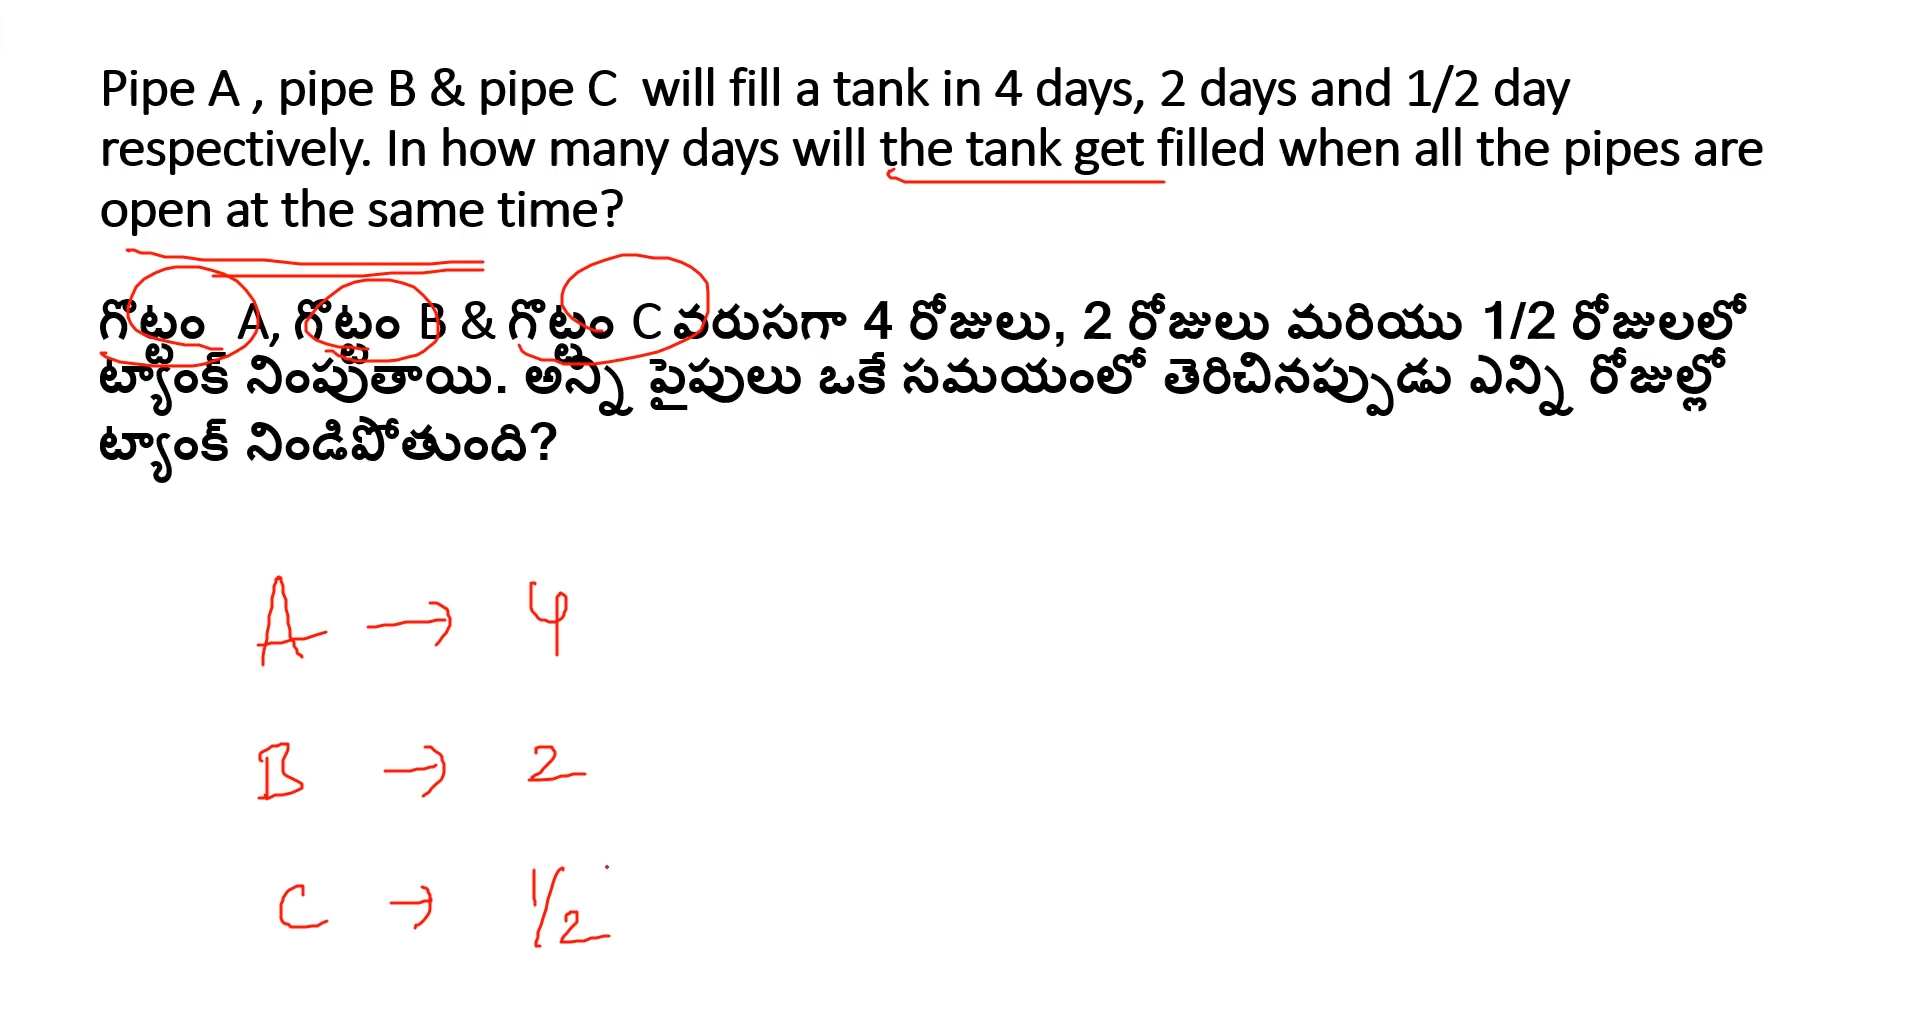 Pipe A , pipe B & pipe C will fill a tank in 4 days, 2 days and 1/2 day
respectively. In how many days will the tank get filled when all the pipes are
open at the same time?
గొట్టం A, గొట్టం B & గొట్టం C వరుసగా 4 రోజులు, 2 రోజులు మరియు 1/2 రోజులలో
ట్యాంక్ నింపుతాయి. అన్ని పైపులు ఒకే సమయంలో తెరిచినప్పుడు ఎన్ని రోజుల్లో
ట్యాంక్ నిండిపోతుంది?
A → 4
B → 2
C → 1/2